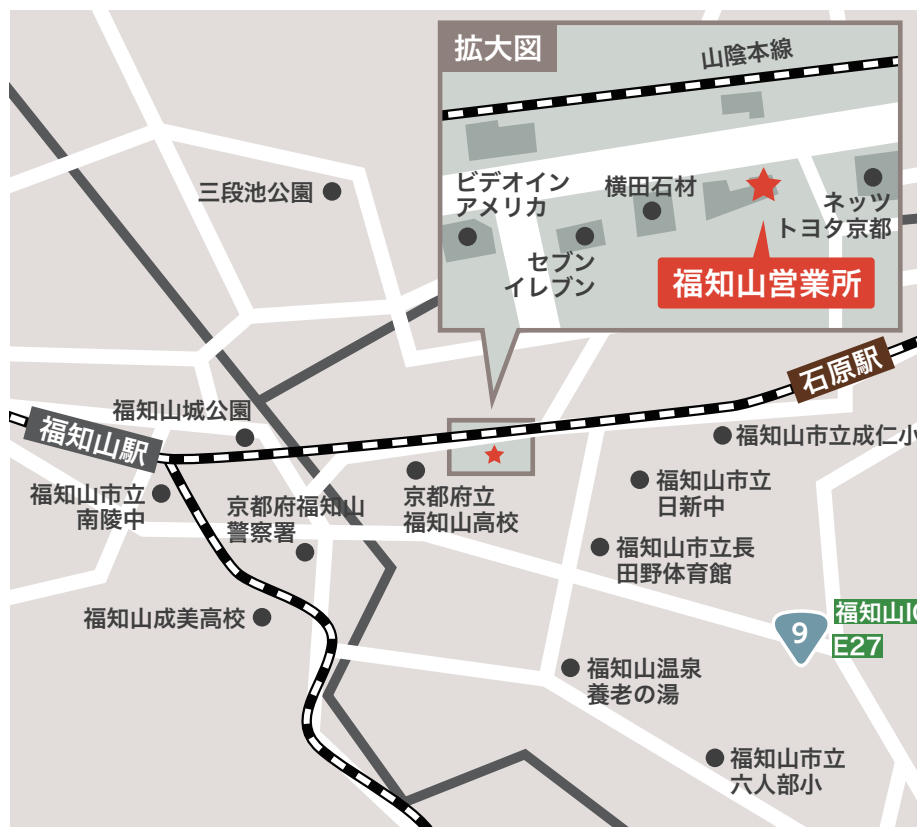 拡大図
山陰本線
ビデオイン
アメリカ
横田石材
ネッツ
トヨタ京都
セブン
イレブン
福知山営業所
三段池公園
石原駅
福知山城公園
福知山駅
福知山市立成仁小
福知山市立
南陵中
京都府福知山
警察署
京都府立
福知山高校
福知山市立
日新中
福知山市立長
田野体育館
福知山成美高校
9
福知山IC
E27
福知山温泉
養老の湯
福知山市立
六人部小